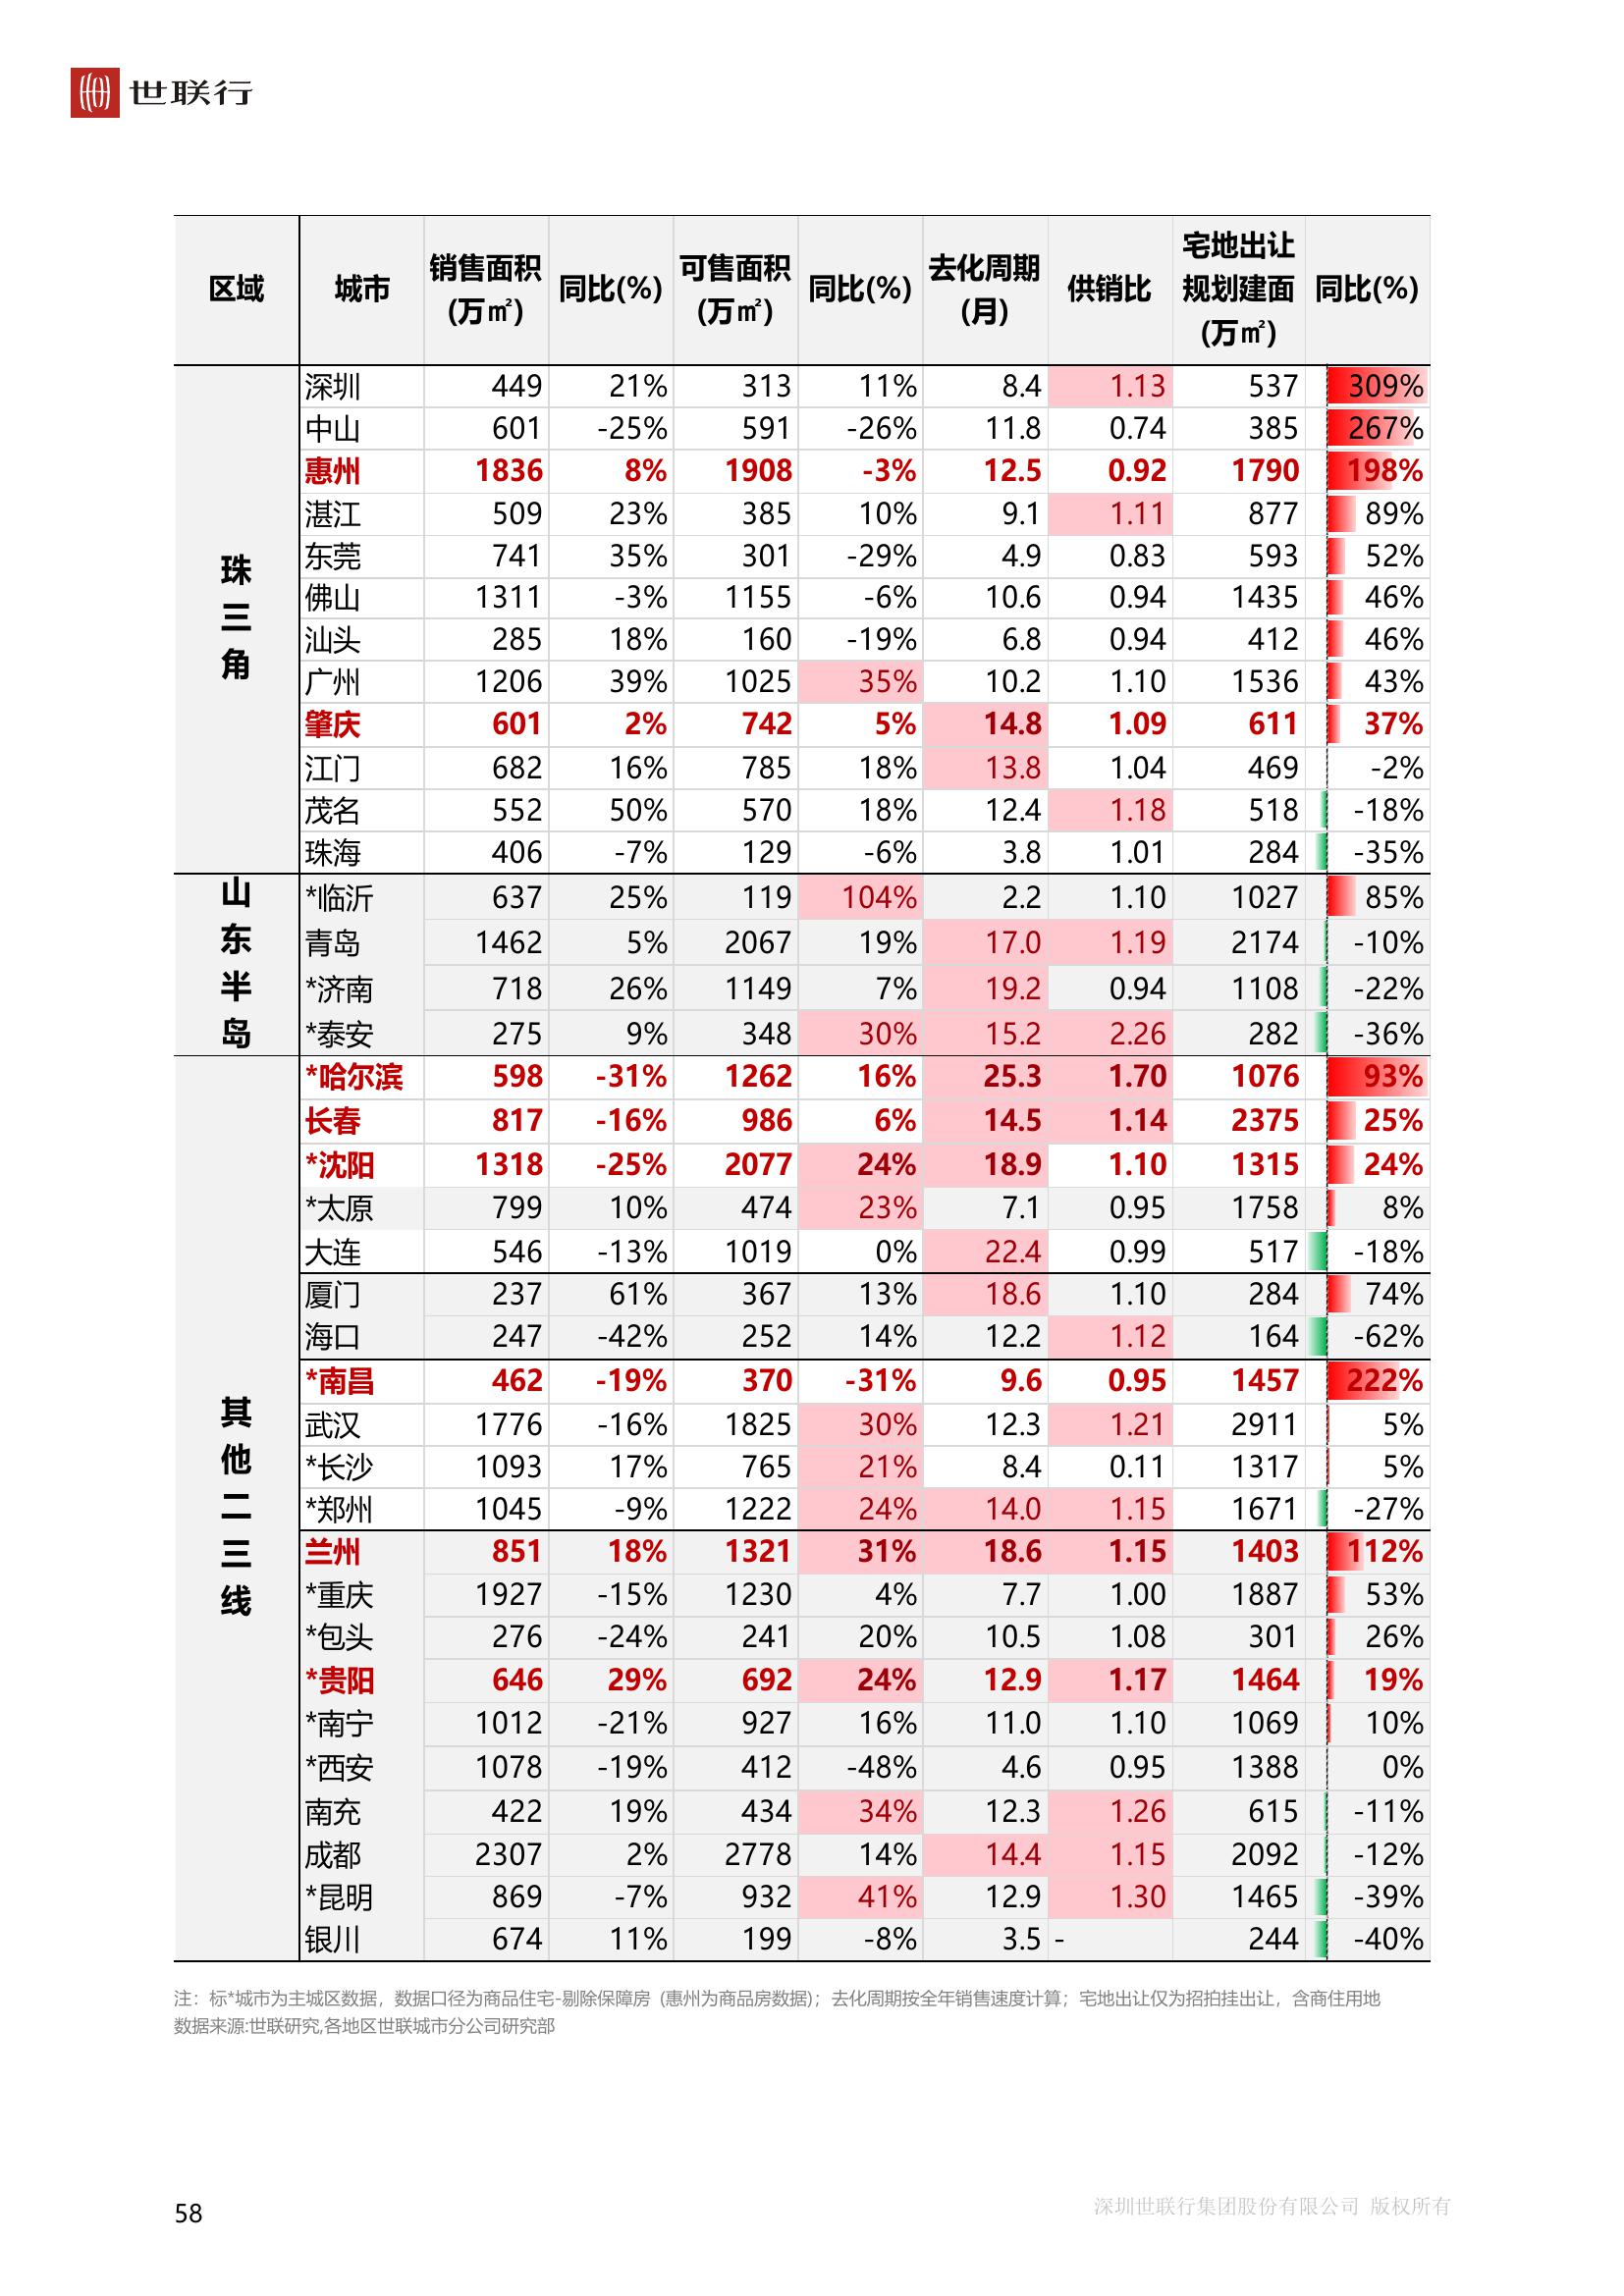 世联行
区域 城市 销售面积(万㎡) 同比(%) 可售面积(万㎡) 同比(%) 去化周期(月) 供销比 宅地出让规划建面(万㎡) 同比(%)
珠三角
深圳 449 21% 313 11% 8.4 1.13 537 309%
中山 601 -25% 591 -26% 11.8 0.74 385 267%
惠州 1836 8% 1908 -3% 12.5 0.92 1790 198%
湛江 509 23% 385 10% 9.1 1.11 877 89%
东莞 741 35% 301 -29% 4.9 0.83 593 52%
佛山 1311 -3% 1155 -6% 10.6 0.94 1435 46%
汕头 285 18% 160 -19% 6.8 0.94 412 46%
广州 1206 39% 1025 35% 10.2 1.10 1536 43%
肇庆 601 2% 742 5% 14.8 1.09 611 37%
江门 682 16% 785 18% 13.8 1.04 469 -2%
茂名 552 50% 570 18% 12.4 1.18 518 -18%
珠海 406 -7% 129 -6% 3.8 1.01 284 -35%
山东半岛
*临沂 637 25% 119 104% 2.2 1.10 1027 85%
青岛 1462 5% 2067 19% 17.0 1.19 2174 -10%
*济南 718 26% 1149 7% 19.2 0.94 1108 -22%
*泰安 275 9% 348 30% 15.2 2.26 282 -36%
其他二三线
*哈尔滨 598 -31% 1262 16% 25.3 1.70 1076 93%
长春 817 -16% 986 6% 14.5 1.14 2375 25%
*沈阳 1318 -25% 2077 24% 18.9 1.10 1315 24%
*太原 799 10% 474 23% 7.1 0.95 1758 8%
大连 546 -13% 1019 0% 22.4 0.99 517 -18%
厦门 237 61% 367 13% 18.6 1.10 284 74%
海口 247 -42% 252 14% 12.2 1.12 164 -62%
*南昌 462 -19% 370 -31% 9.6 0.95 1457 222%
武汉 1776 -16% 1825 30% 12.3 1.21 2911 5%
*长沙 1093 17% 765 21% 8.4 0.11 1317 5%
*郑州 1045 -9% 1222 24% 14.0 1.15 1671 -27%
兰州 851 18% 1321 31% 18.6 1.15 1403 112%
*重庆 1927 -15% 1230 4% 7.7 1.00 1887 53%
*包头 276 -24% 241 20% 10.5 1.08 301 26%
*贵阳 646 29% 692 24% 12.9 1.17 1464 19%
*南宁 1012 -21% 927 16% 11.0 1.10 1069 10%
*西安 1078 -19% 412 -48% 4.6 0.95 1388 0%
南充 422 19% 434 34% 12.3 1.26 615 -11%
成都 2307 2% 2778 14% 14.4 1.15 2092 -12%
*昆明 869 -7% 932 41% 12.9 1.30 1465 -39%
银川 674 11% 199 -8% 3.5 - 244 -40%
注：标*城市为主城区数据，数据口径为商品住宅-剔除保障房（惠州为商品房数据）；去化周期按全年销售速度计算；宅地出让仅为招拍挂出让，含商住用地
数据来源:世联研究,各地区世联城市分公司研究部
58
深圳世联行集团股份有限公司 版权所有